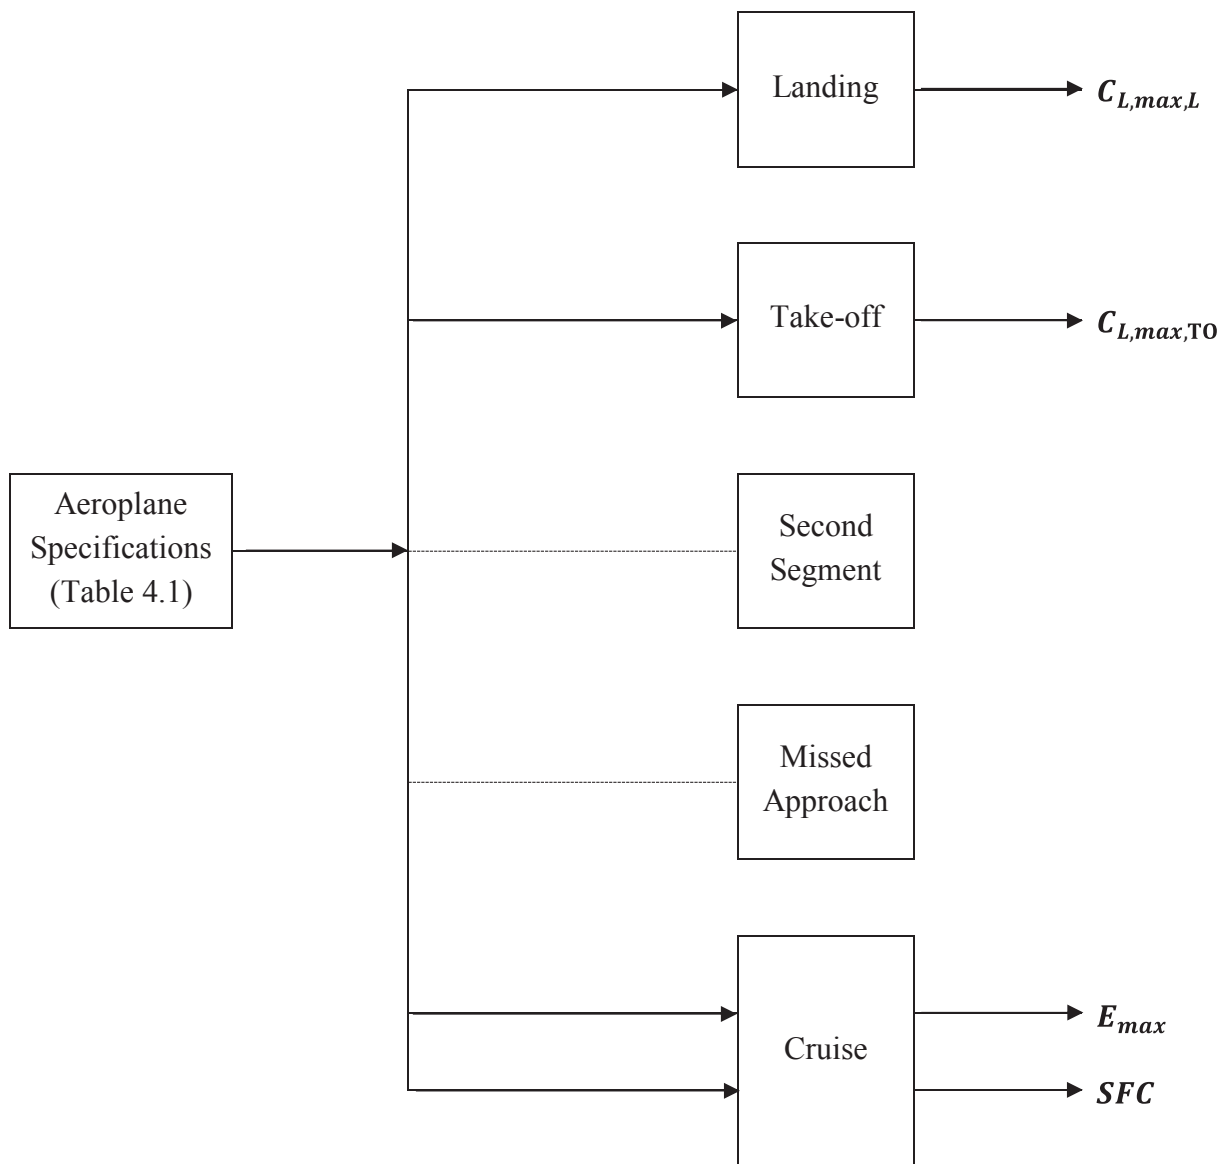 Landing
C_{L,max,L}
Take-off
C_{L,max,TO}
Aeroplane
Specifications
(Table 4.1)
Second
Segment
Missed
Approach
Cruise
E_{max}
SFC